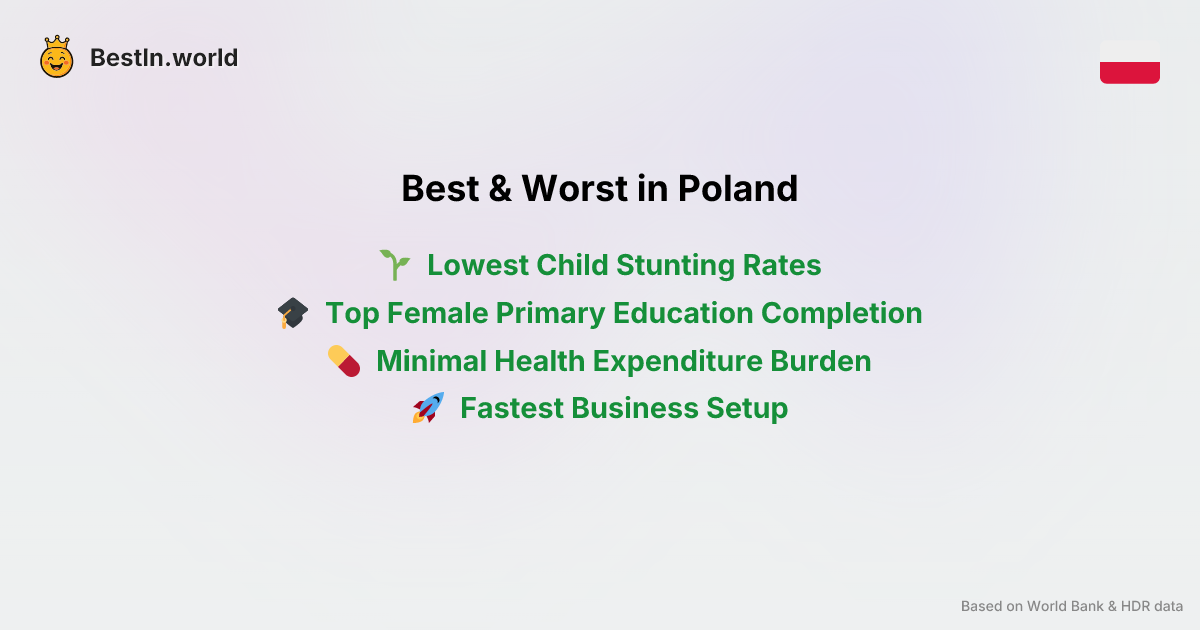 BestIn.world
Best & Worst in Poland
Lowest Child Stunting Rates
Top Female Primary Education Completion
Minimal Health Expenditure Burden
Fastest Business Setup
Based on World Bank & HDR data